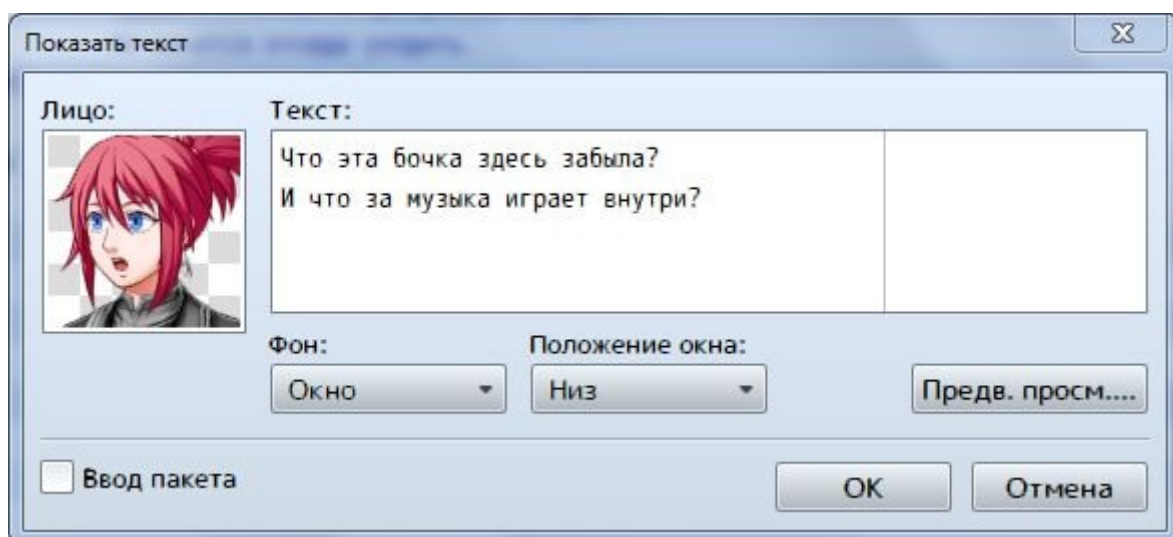 Показать текст
Лицо:
Текст:
Что эта бочка здесь забыла?
И что за музыка играет внутри?
Фон:
Положение окна:
Окно
Низ
Предв. просм....
Ввод пакета
OK
Отмена